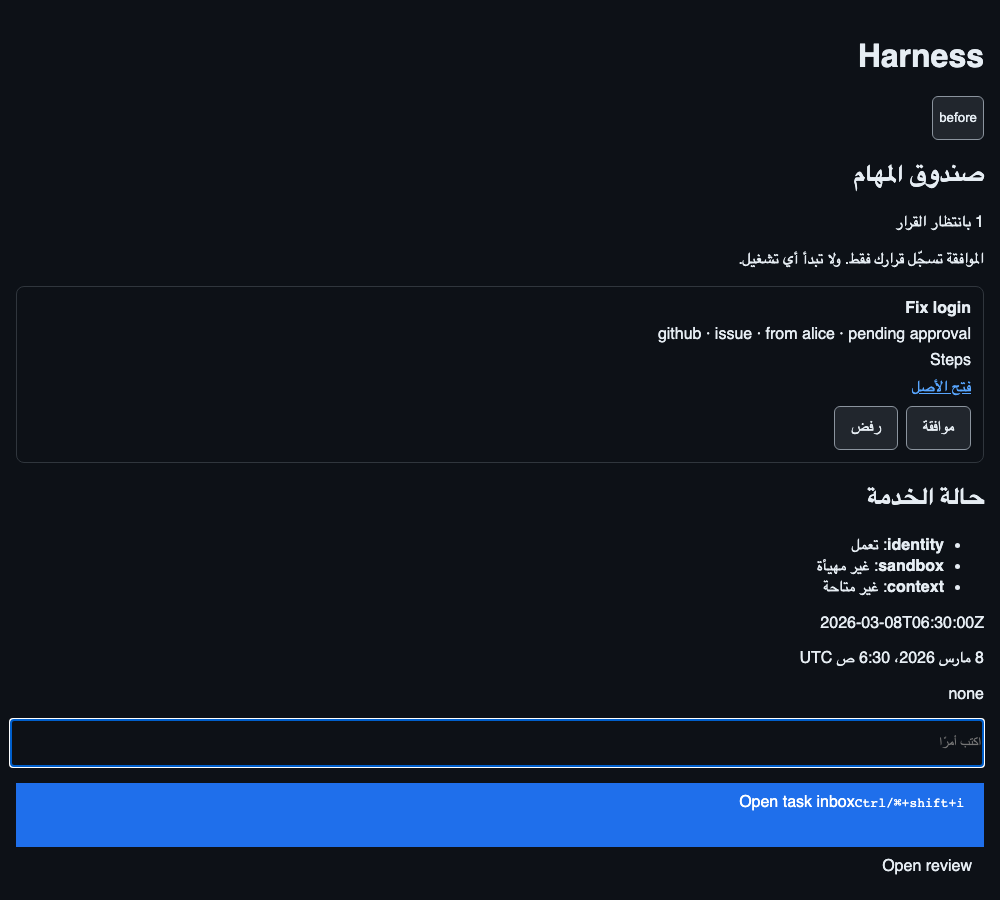 Harness
before
صندوق المهام
1 بانتظار القرار
الموافقة تسجّل قرارك فقط. ولا تبدأ أي تشغيل.
Fix login
github · issue · from alice · pending approval
Steps
فتح الأصل
موافقة رفض
حالة الخدمة
identity: تعمل
sandbox: غير مهيأة
context: غير متاحة
2026-03-08T06:30:00Z
8 مارس 2026، 6:30 ص UTC
none
اكتب أمرًا
Open task inboxCtrl/⌘+shift+i
Open review